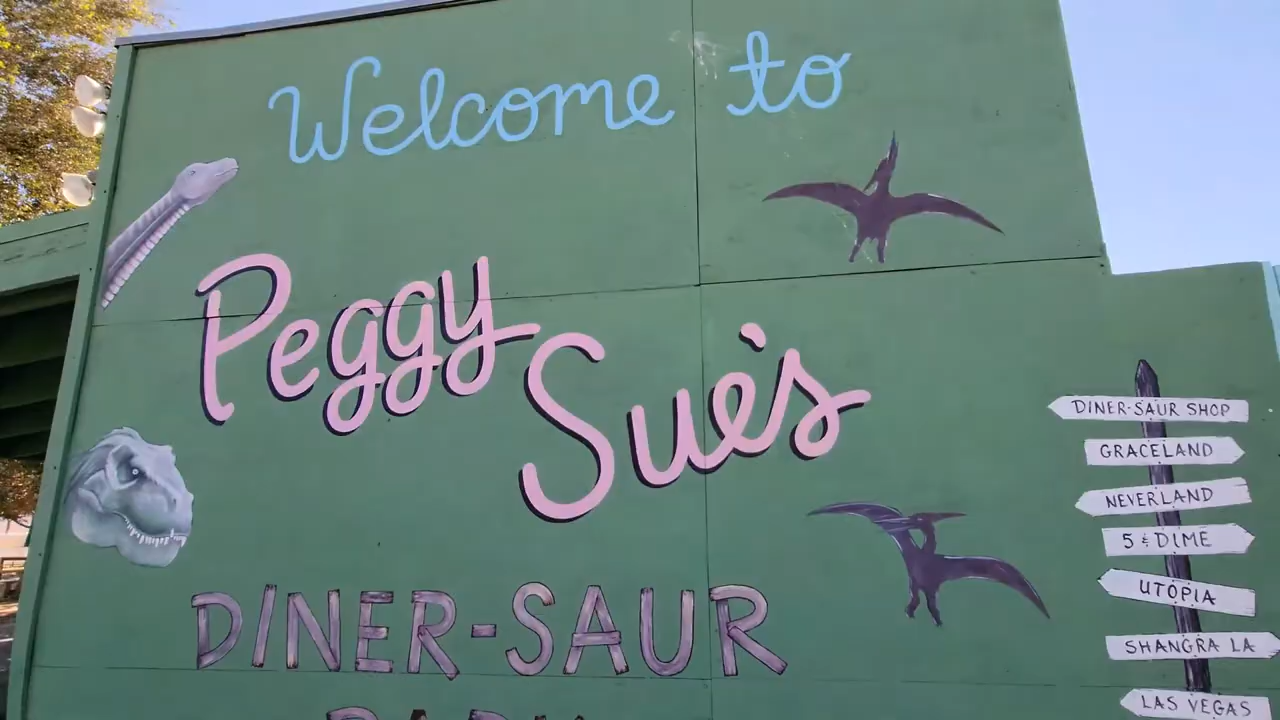 Welcome to
Peggy
Sue's
DINER-SAUR
DINER-SAUR SHOP
GRACELAND
NEVERLAND
5 & DIME
UTOPIA
SHANGRA LA
LAS VEGAS